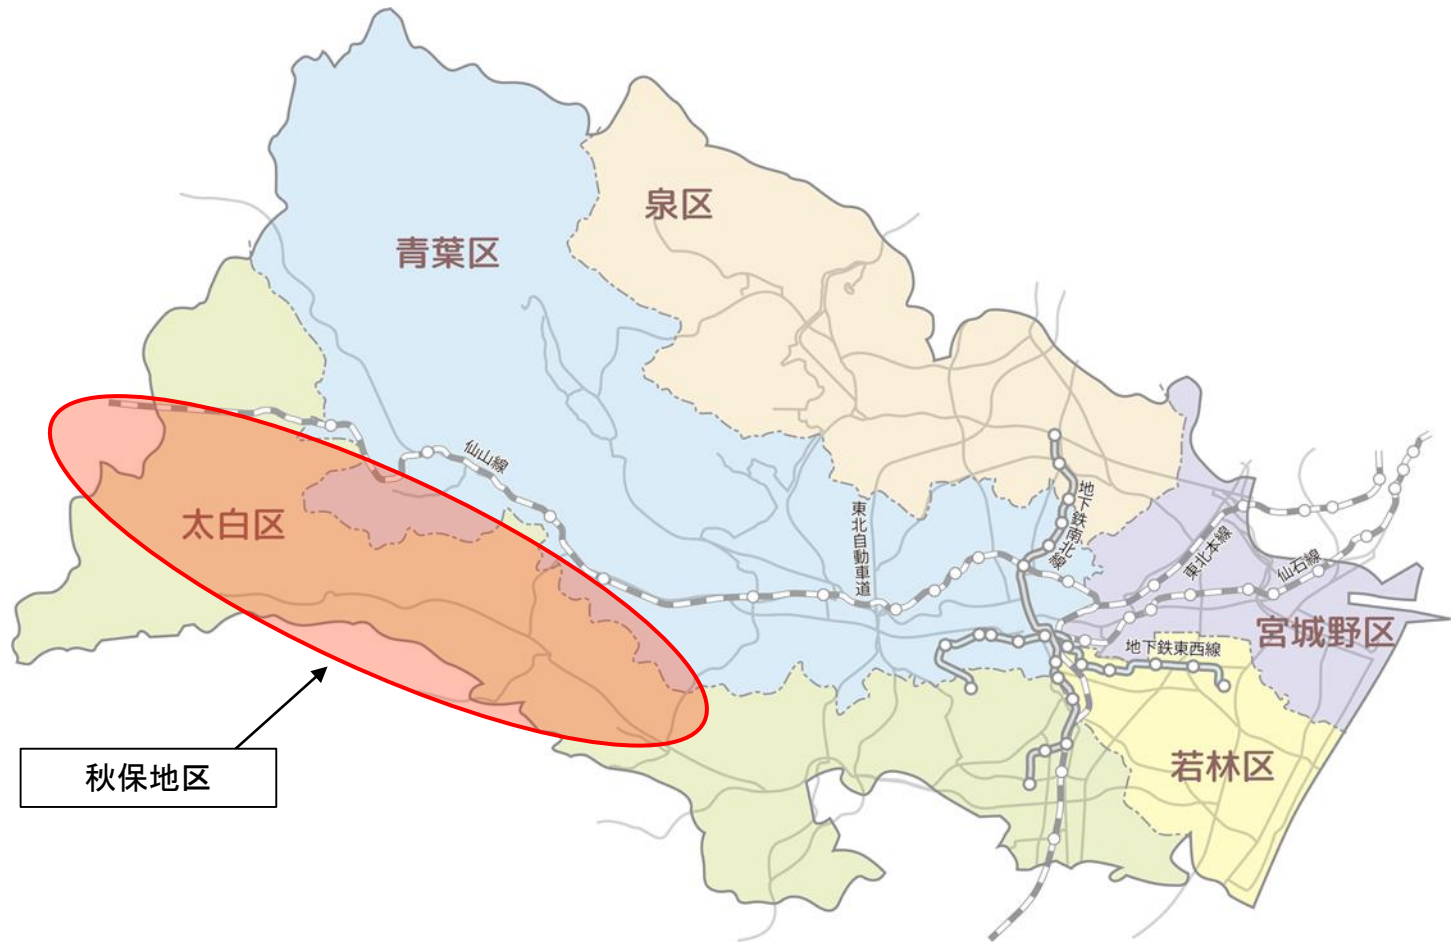 泉区
青葉区
仙山線
地下鉄南北線
東北自動車道
太白区
東北本線
仙石線
宮城野区
地下鉄東西線
秋保地区
若林区